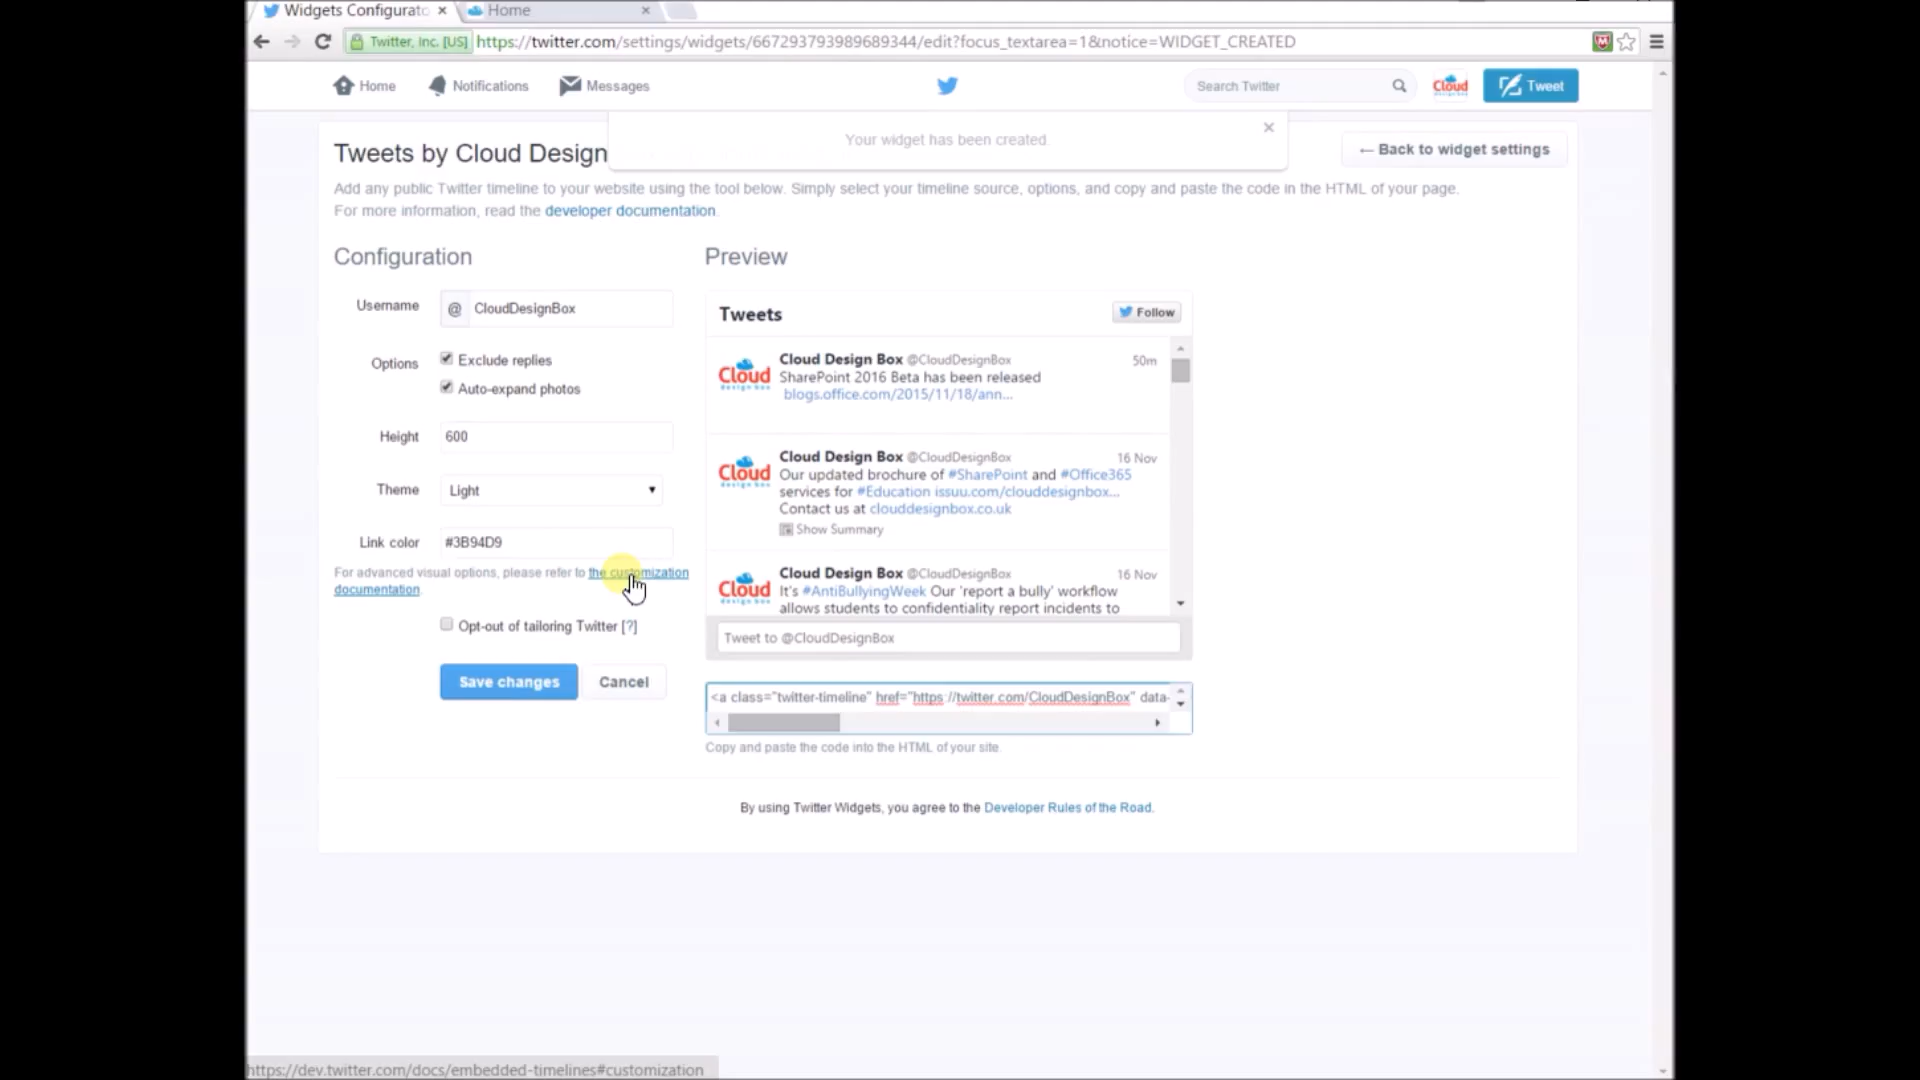 Widgets Configurato
Home
Twitter, Inc. [US]
https://twitter.com/settings/widgets/667293793989689344/edit?focus_textarea=1&notice=WIDGET_CREATED
Home
Notifications
Messages
Search Twitter
Cloud
Tweet
Your widget has been created.
Tweets by Cloud Design
← Back to widget settings
Add any public Twitter timeline to your website using the tool below. Simply select your timeline source, options, and copy and paste the code in the HTML of your page.
For more information, read the developer documentation.
Configuration
Preview
Username
@ CloudDesignBox
Options
Exclude replies
Auto-expand photos
Height
600
Theme
Light
Link color
#3B94D9
For advanced visual options, please refer to the customization
documentation.
Opt-out of tailoring Twitter [?]
Save changes
Cancel
Tweets
Follow
Cloud
design box
Cloud Design Box @CloudDesignBox
50m
SharePoint 2016 Beta has been released
blogs.office.com/2015/11/18/ann...
Cloud
design box
Cloud Design Box @CloudDesignBox
16 Nov
Our updated brochure of #SharePoint and #Office365
services for #Education issuu.com/clouddesignbox...
Contact us at clouddesignbox.co.uk
Show Summary
Cloud
design box
Cloud Design Box @CloudDesignBox
16 Nov
It's #AntiBullyingWeek Our 'report a bully' workflow
allows students to confidentiality report incidents to
Tweet to @CloudDesignBox
<a class="twitter-timeline" href="https://twitter.com/CloudDesignBox" data-
Copy and paste the code into the HTML of your site.
By using Twitter Widgets, you agree to the Developer Rules of the Road.
https://dev.twitter.com/docs/embedded-timelines#customization